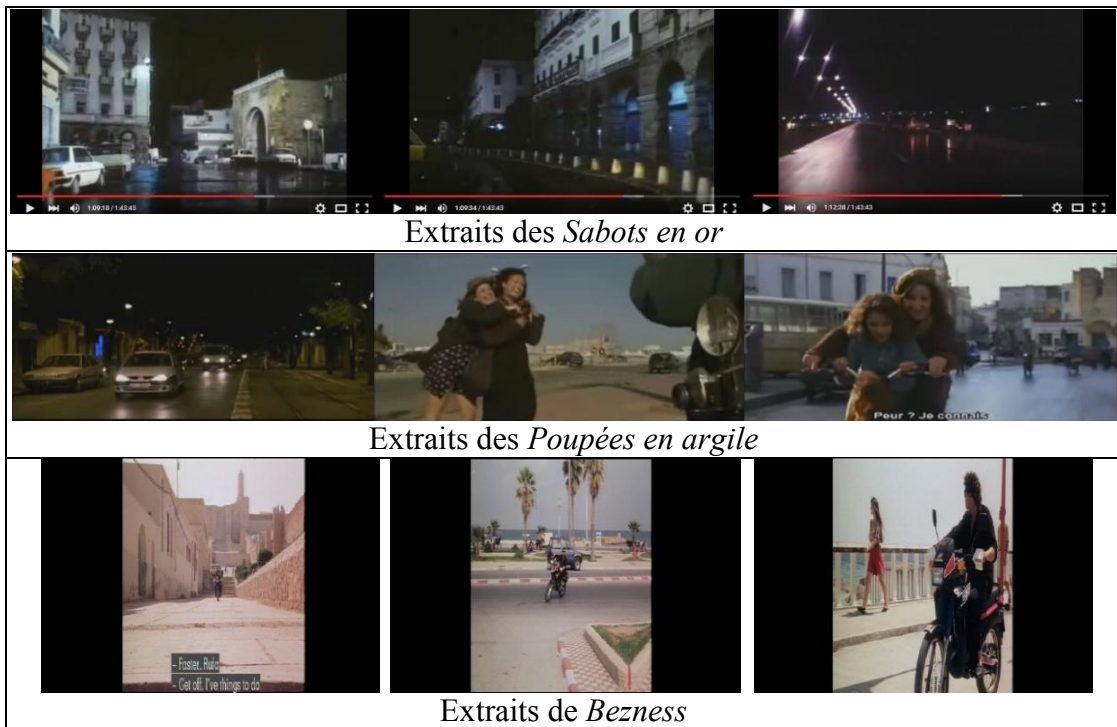 1:09:18 / 1:43:43
1:09:34 / 1:43:43
1:12:28 / 1:43:43
Extraits des Sabots en or
Peur ? Je connais
Extraits des Poupées en argile
- Faster, Rufa
- Get off. I've things to do
Extraits de Bezness